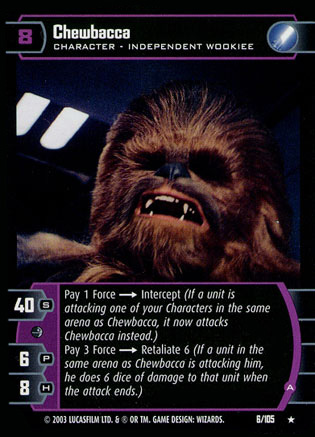 8 Chewbacca
CHARACTER - INDEPENDENT WOOKIEE
40 S Pay 1 Force → Intercept (If a unit is
attacking one of your Characters in the same
arena as Chewbacca, it now attacks
Chewbacca instead.)
6 P Pay 3 Force → Retaliate 6 (If a unit in the
same arena as Chewbacca is attacking him,
8 H he does 6 dice of damage to that unit when
the attack ends.) A
© 2003 LUCASFILM LTD. & ® OR TM. GAME DESIGN: WIZARDS. 6/105 ★